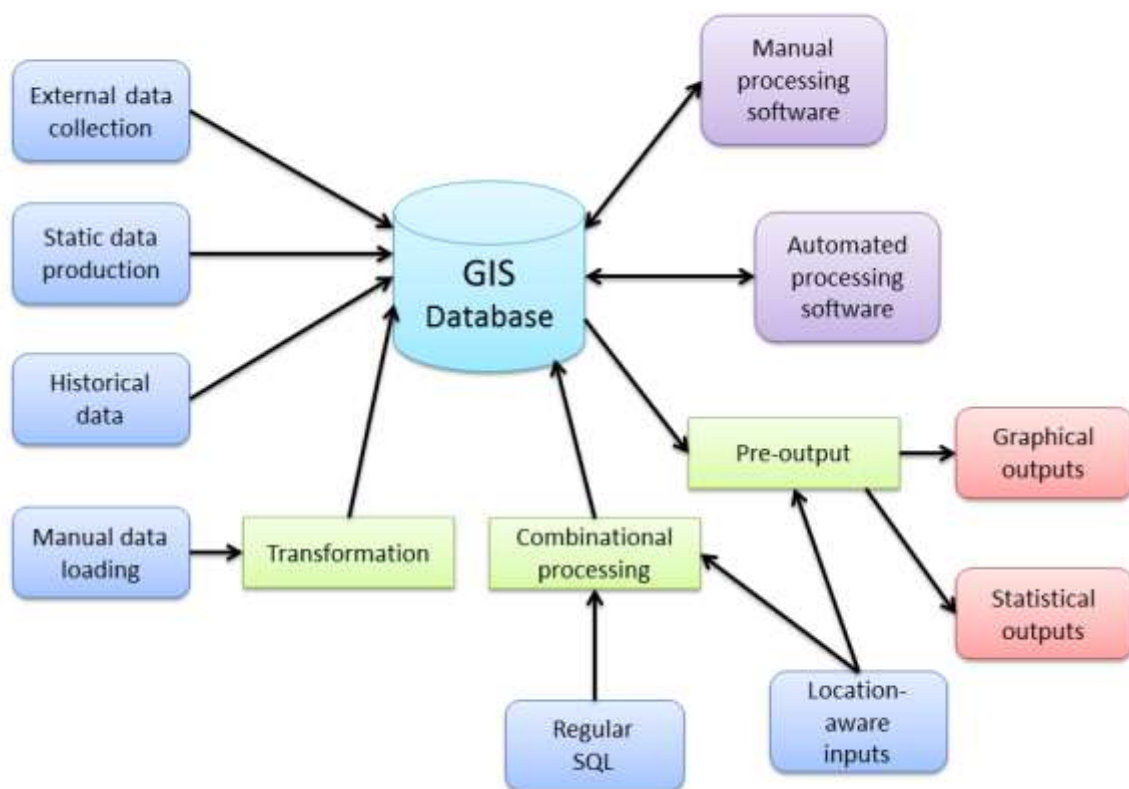 External data
collection
Static data
production
Historical
data
Manual data
loading
Transformation
GIS
Database
Combinational
processing
Regular
SQL
Manual
processing
software
Automated
processing
software
Pre-output
Location-
aware
inputs
Graphical
outputs
Statistical
outputs